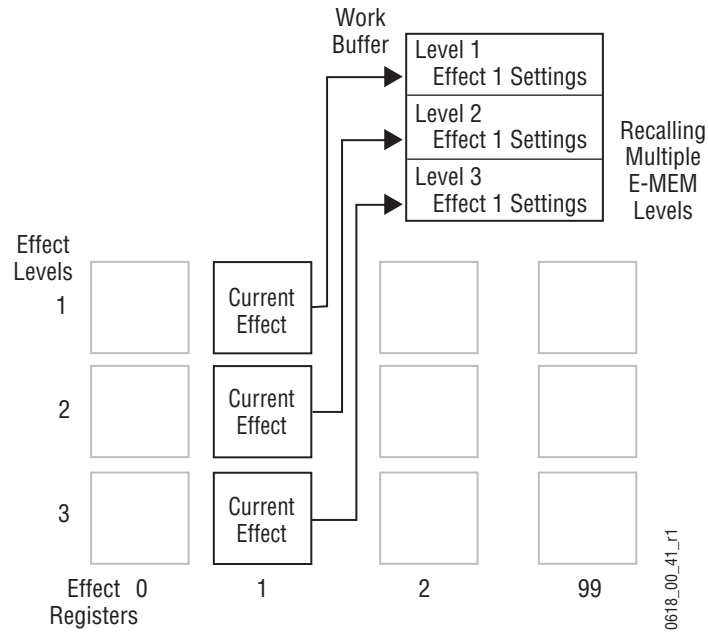 Work
Buffer
Level 1
Effect 1 Settings
Level 2
Effect 1 Settings
Level 3
Effect 1 Settings
Recalling
Multiple
E-MEM
Levels
Effect
Levels
1
Current
Effect
2
Current
Effect
3
Current
Effect
Effect 0 1 2 99
Registers
0618_00_41_r1